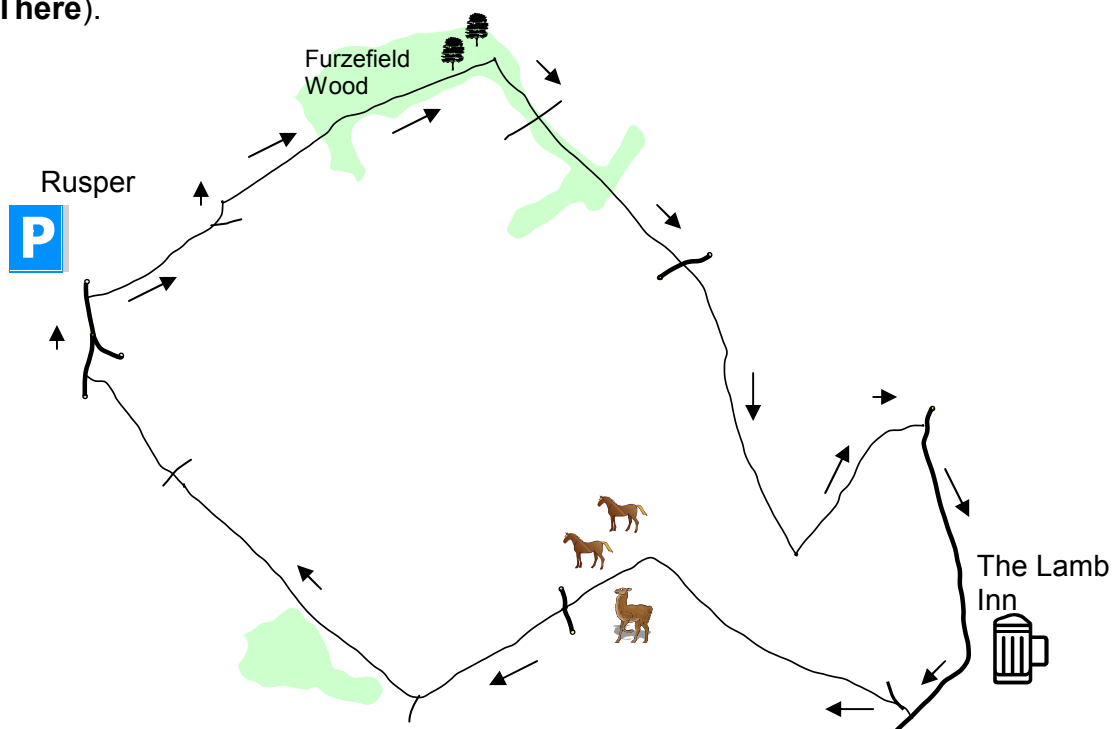 There).
Furzefield
Wood
Rusper
P
The Lamb
Inn